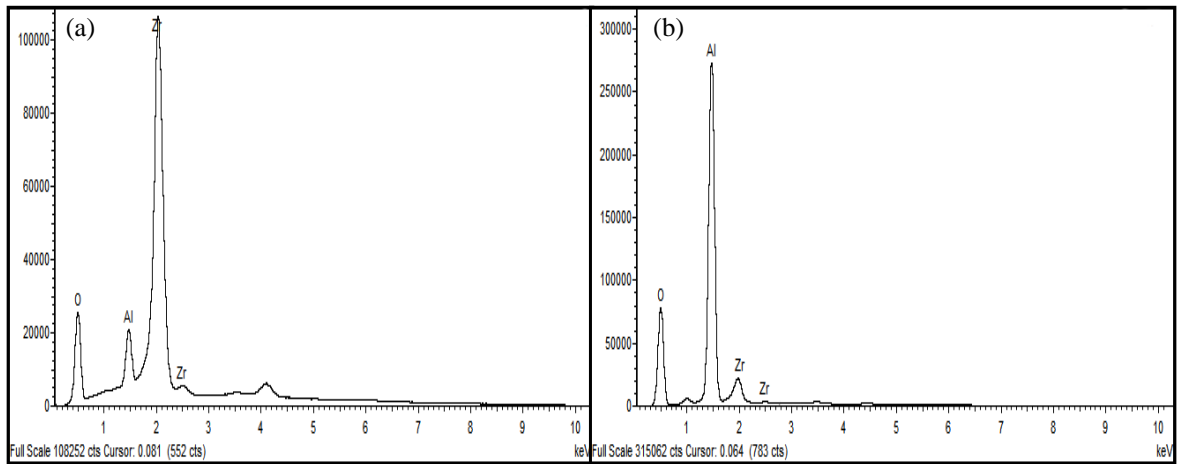 (a)
Zr
100000
80000
60000
40000
20000
0
O
Al
Zr
1 2 3 4 5 6 7 8 9 10
Full Scale 108252 cts Cursor: 0.081 (552 cts)
keV
(b)
300000
250000
200000
150000
100000
50000
0
Al
O
Zr
Zr
1 2 3 4 5 6 7 8 9 10
Full Scale 315062 cts Cursor: 0.064 (783 cts)
keV